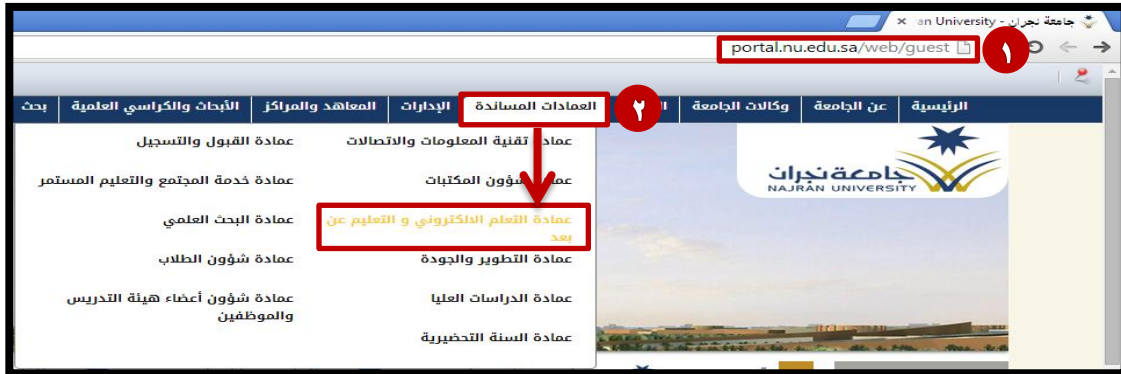 جامعة نجران - an University
portal.nu.edu.sa/web/guest
١
الرئيسية
عن الجامعة
وكالات الجامعة
٢
العمادات المساندة
الإدارات
المعاهد والمراكز
الأبحاث والكراسي العلمية
بحث
عمادة تقنية المعلومات والاتصالات
عمادة القبول والتسجيل
شؤون المكتبات
عمادة خدمة المجتمع والتعليم المستمر
عمادة التعلم الالكتروني و التعليم عن
بعد
عمادة البحث العلمي
عمادة التطوير والجودة
عمادة شؤون الطلاب
عمادة الدراسات العليا
عمادة شؤون أعضاء هيئة التدريس
والموظفين
عمادة السنة التحضيرية
جامعة نجران
NAJRAN UNIVERSITY